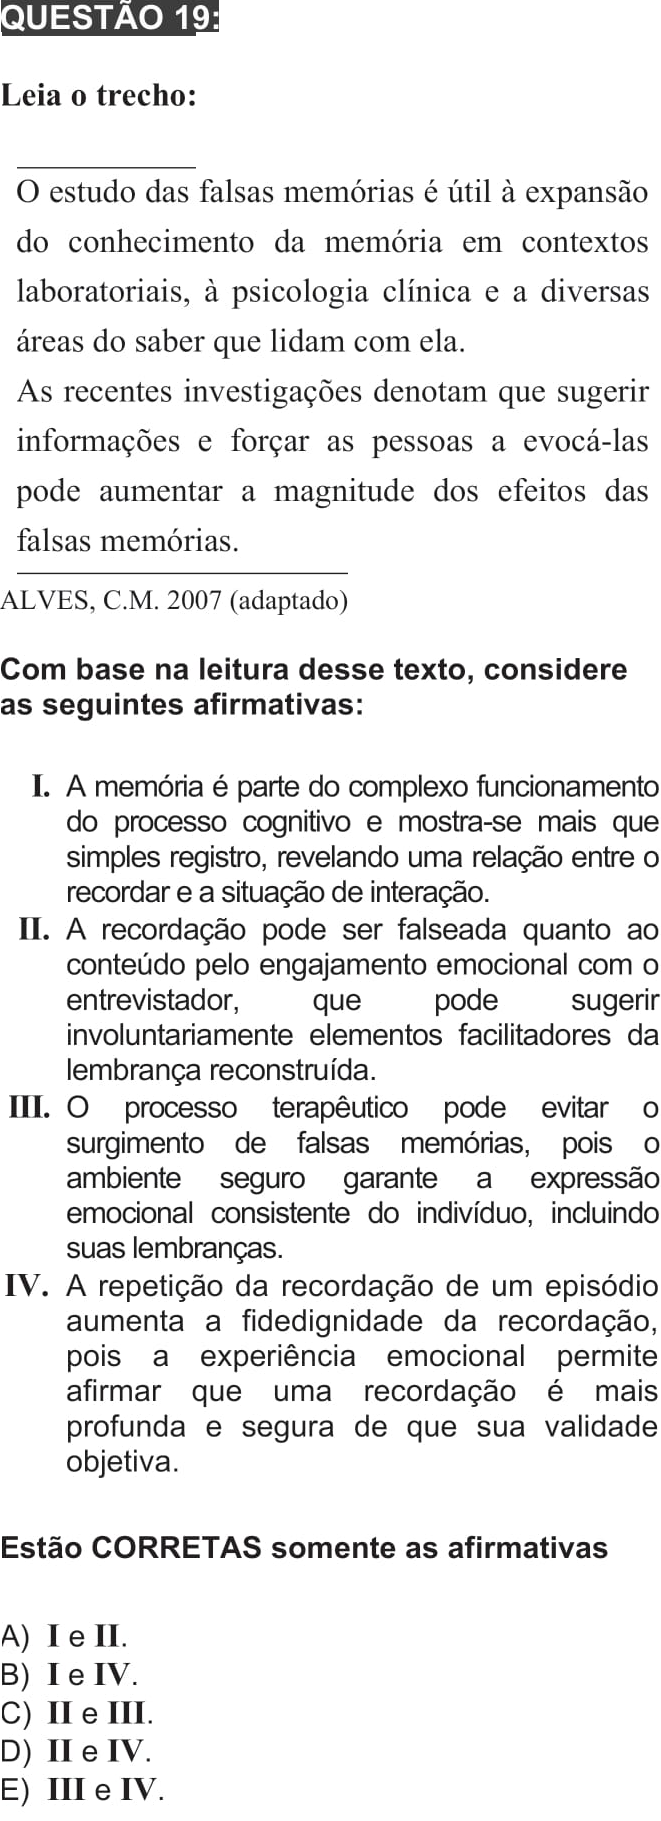 QUESTÃO 19:
Leia o trecho:
O estudo das falsas memórias é útil à expansão
do conhecimento da memória em contextos
laboratoriais, à psicologia clínica e a diversas
áreas do saber que lidam com ela.
As recentes investigações denotam que sugerir
informações e forçar as pessoas a evocá-las
pode aumentar a magnitude dos efeitos das
falsas memórias.
ALVES, C.M. 2007 (adaptado)
Com base na leitura desse texto, considere
as seguintes afirmativas:
I. A memória é parte do complexo funcionamento
do processo cognitivo e mostra-se mais que
simples registro, revelando uma relação entre o
recordar e a situação de interação.
II. A recordação pode ser falseada quanto ao
conteúdo pelo engajamento emocional com o
entrevistador, que pode sugerir
involuntariamente elementos facilitadores da
lembrança reconstruída.
III. O processo terapêutico pode evitar o
surgimento de falsas memórias, pois o
ambiente seguro garante a expressão
emocional consistente do indivíduo, incluindo
suas lembranças.
IV. A repetição da recordação de um episódio
aumenta a fidedignidade da recordação,
pois a experiência emocional permite
afirmar que uma recordação é mais
profunda e segura de que sua validade
objetiva.
Estão CORRETAS somente as afirmativas
A) I e II.
B) I e IV.
C) II e III.
D) II e IV.
E) III e IV.